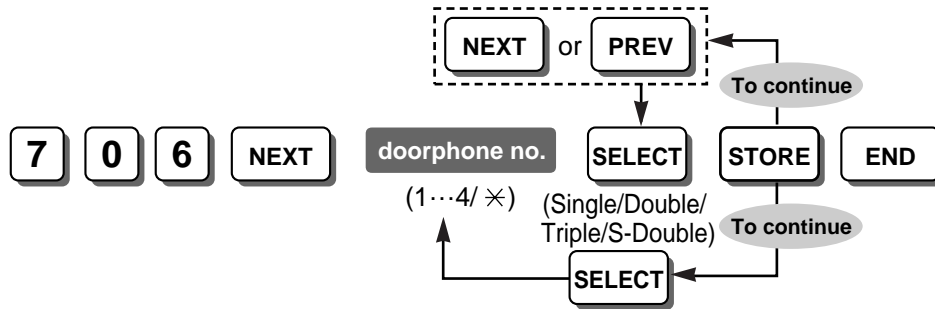 NEXT or PREV
To continue
7 0 6 NEXT doorphone no. SELECT STORE END
(1···4/ ✳) (Single/Double/
Triple/S-Double)
To continue
SELECT